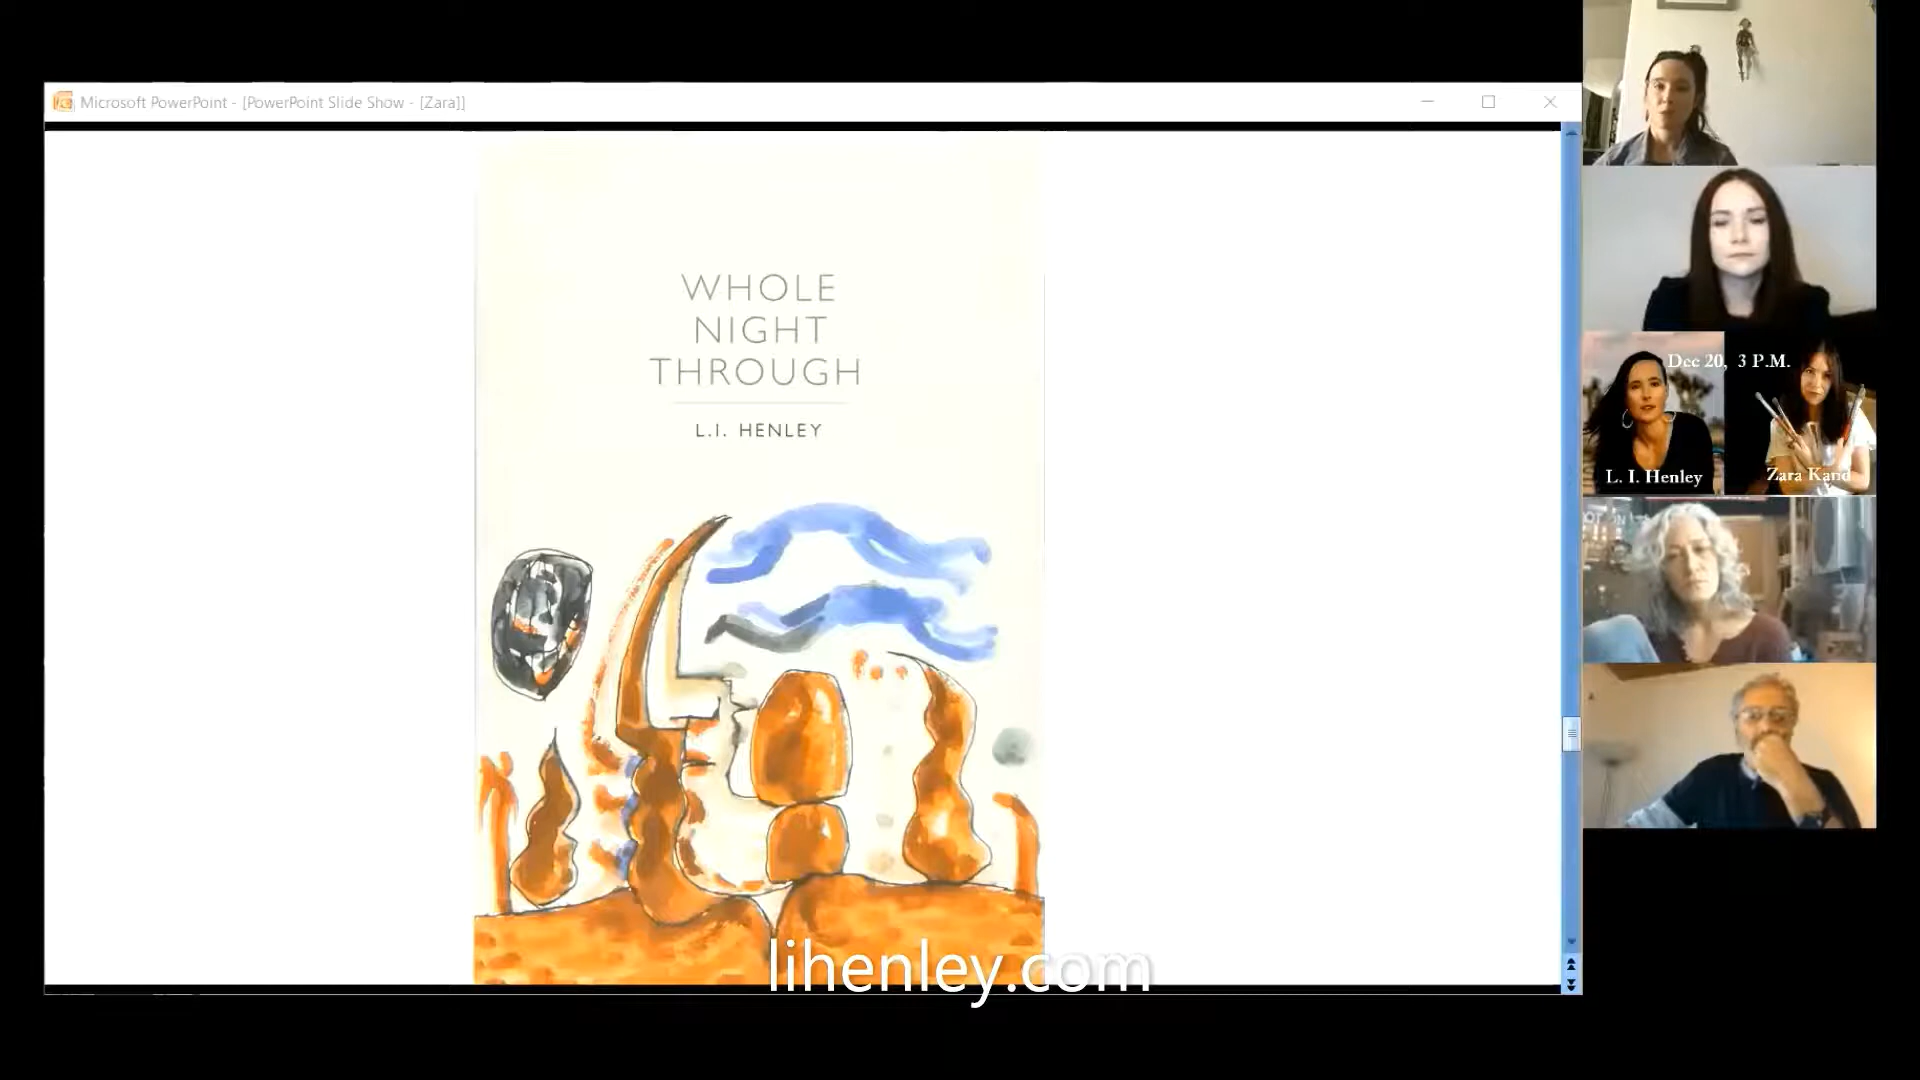 Microsoft PowerPoint - [PowerPoint Slide Show - [Zara]]
WHOLE
NIGHT
THROUGH
L.I. HENLEY
lihenley.com
Dec 20, 3 P.M.
L. I. Henley
Zara Kand